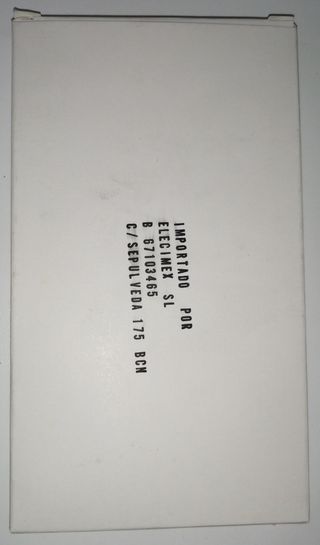 IMPORTADO POR
ELECIMEX SL
B 67103465
C/SEPULVEDA 175 BCN